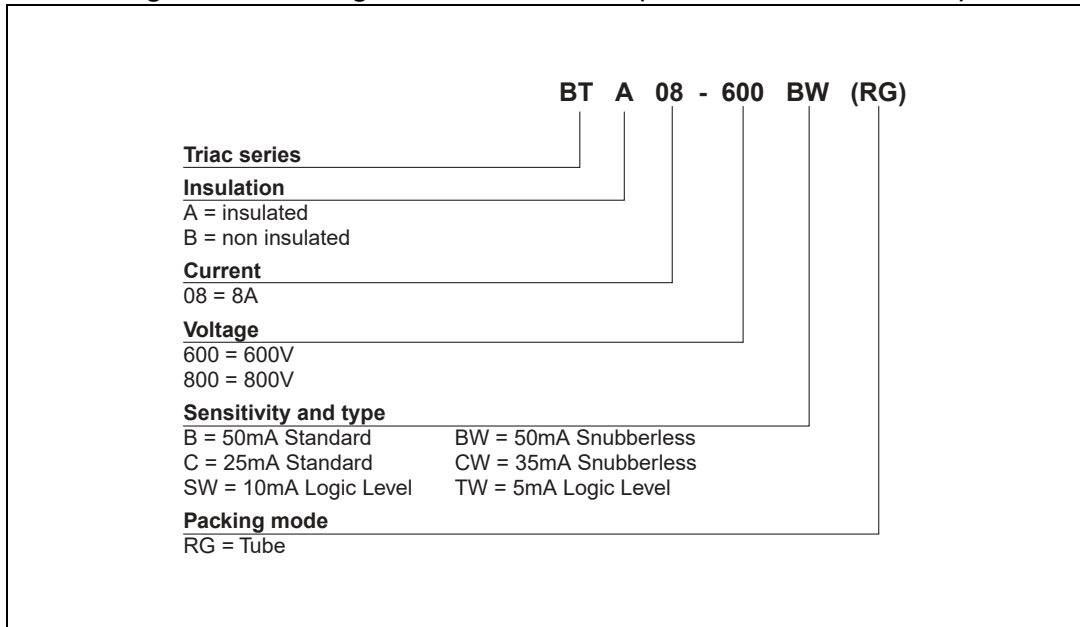 BT A 08 - 600 BW (RG)
Triac series
Insulation
A = insulated
B = non insulated
Current
08 = 8A
Voltage
600 = 600V
800 = 800V
Sensitivity and type
B = 50mA Standard BW = 50mA Snubberless
C = 25mA Standard CW = 35mA Snubberless
SW = 10mA Logic Level TW = 5mA Logic Level
Packing mode
RG = Tube